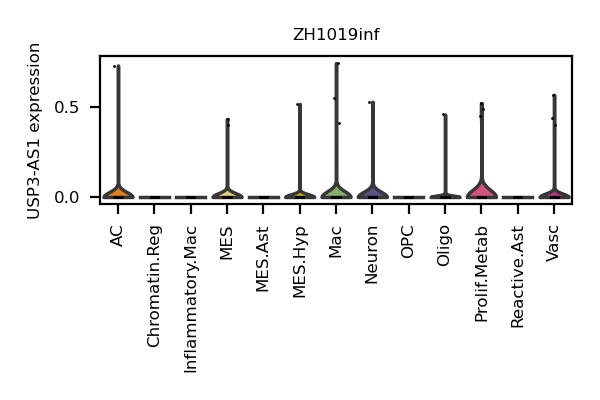 ZH1019inf
USP3-AS1 expression
0.5
0.0
AC
Chromatin.Reg
Inflammatory.Mac
MES
MES.Ast
MES.Hyp
Mac
Neuron
OPC
Oligo
Prolif.Metab
Reactive.Ast
Vasc